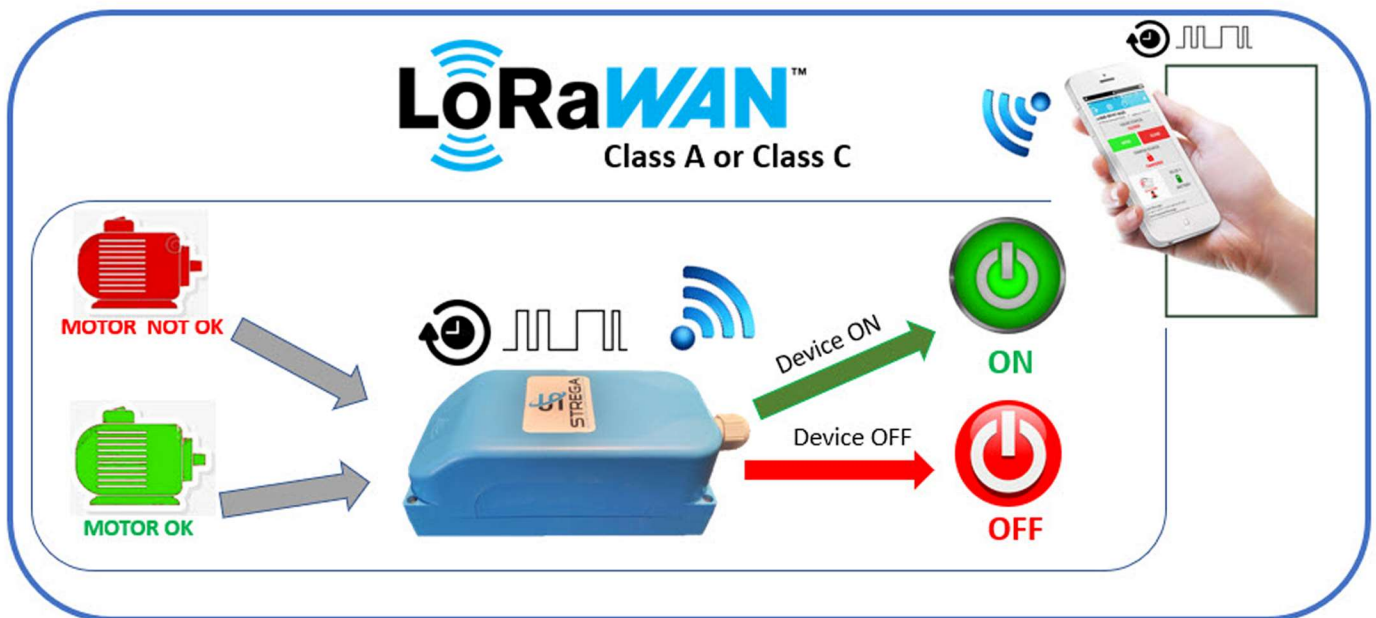 LoRaWAN™
Class A or Class C
MOTOR NOT OK
MOTOR OK
STREGA
Device ON
ON
Device OFF
OFF